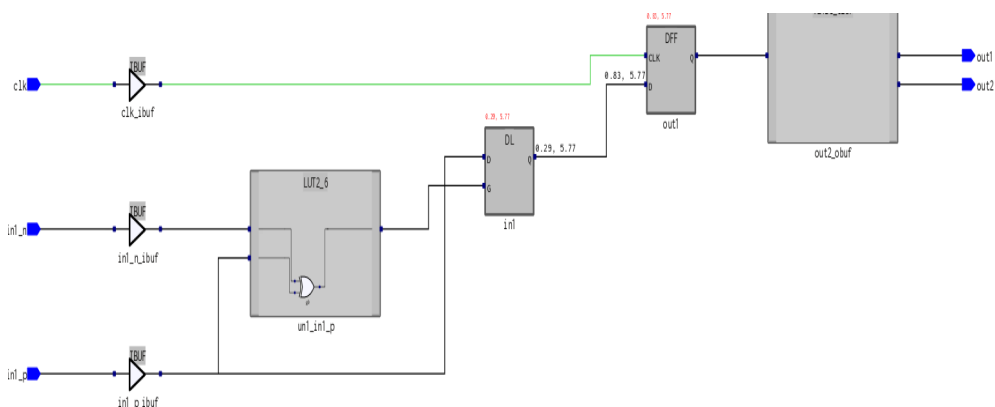 0.83, 5.77
DFF
CLK
Q
D
out1
0.83, 5.77
clk
IBUF
clk_ibuf
out1
out2
out2_obuf
0.29, 5.77
DL
D
Q
G
in1
0.29, 5.77
LUT2_6
un1_in1_p
in1_n
IBUF
in1_n_ibuf
in1_p
IBUF
in1_p_ibuf